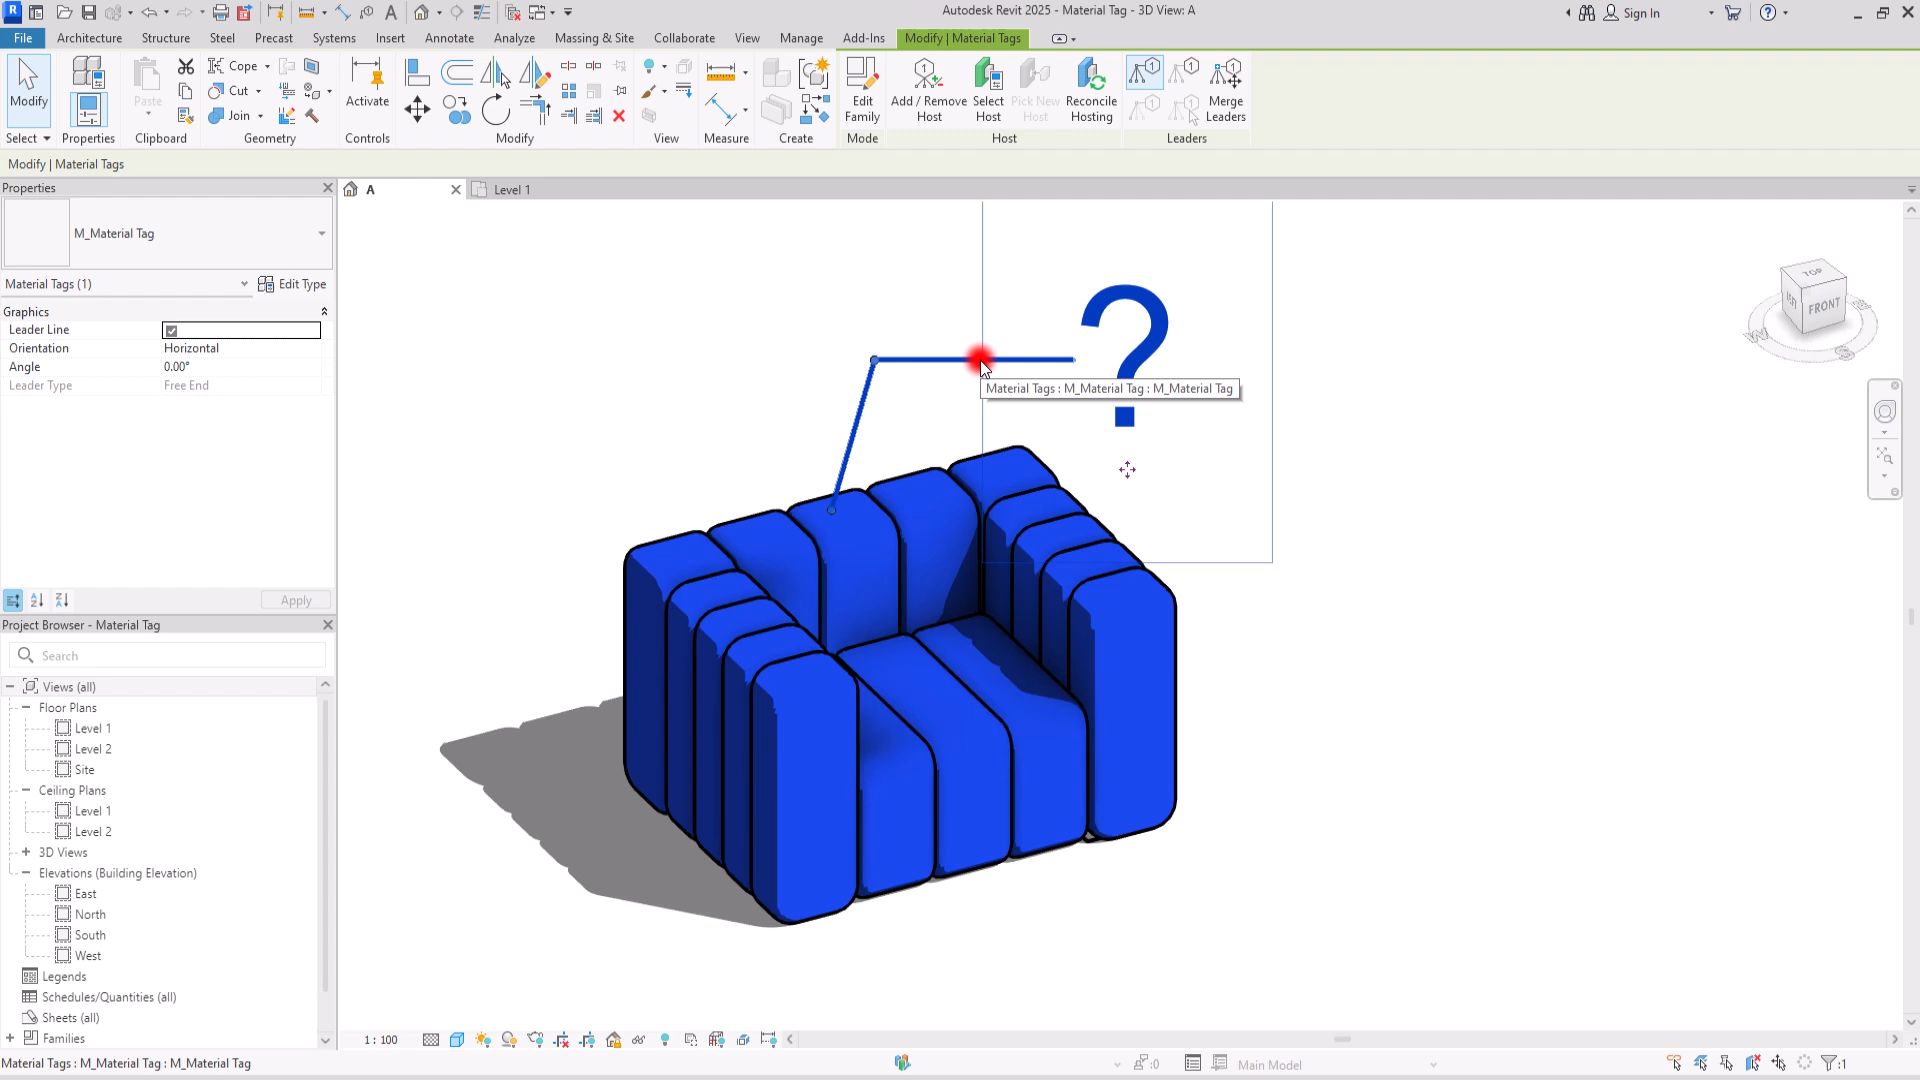 Autodesk Revit 2025 - Material Tag - 3D View: A
Sign In
File Architecture Structure Steel Precast Systems Insert Annotate Analyze Massing & Site Collaborate View Manage Add-Ins Modify | Material Tags
Modify
Paste
Cope
Cut
Join
Activate
Edit Family
Add / Remove Host
Select Host
Pick New Host
Reconcile Hosting
Merge Leaders
Select Properties Clipboard Geometry Controls Modify View Measure Create Mode Host Leaders
Modify | Material Tags
Properties
A
Level 1
M_Material Tag
Material Tags (1)
Edit Type
Graphics
Leader Line
Orientation Horizontal
Angle 0.00°
Leader Type Free End
Apply
?
Material Tags : M_Material Tag : M_Material Tag
TOP
LEFT
FRONT
W
S
Project Browser - Material Tag
Search
Views (all)
Floor Plans
Level 1
Level 2
Site
Ceiling Plans
Level 1
Level 2
3D Views
Elevations (Building Elevation)
East
North
South
West
Legends
Schedules/Quantities (all)
Sheets (all)
Families
1 : 100
Material Tags : M_Material Tag : M_Material Tag
:0
Main Model
:1